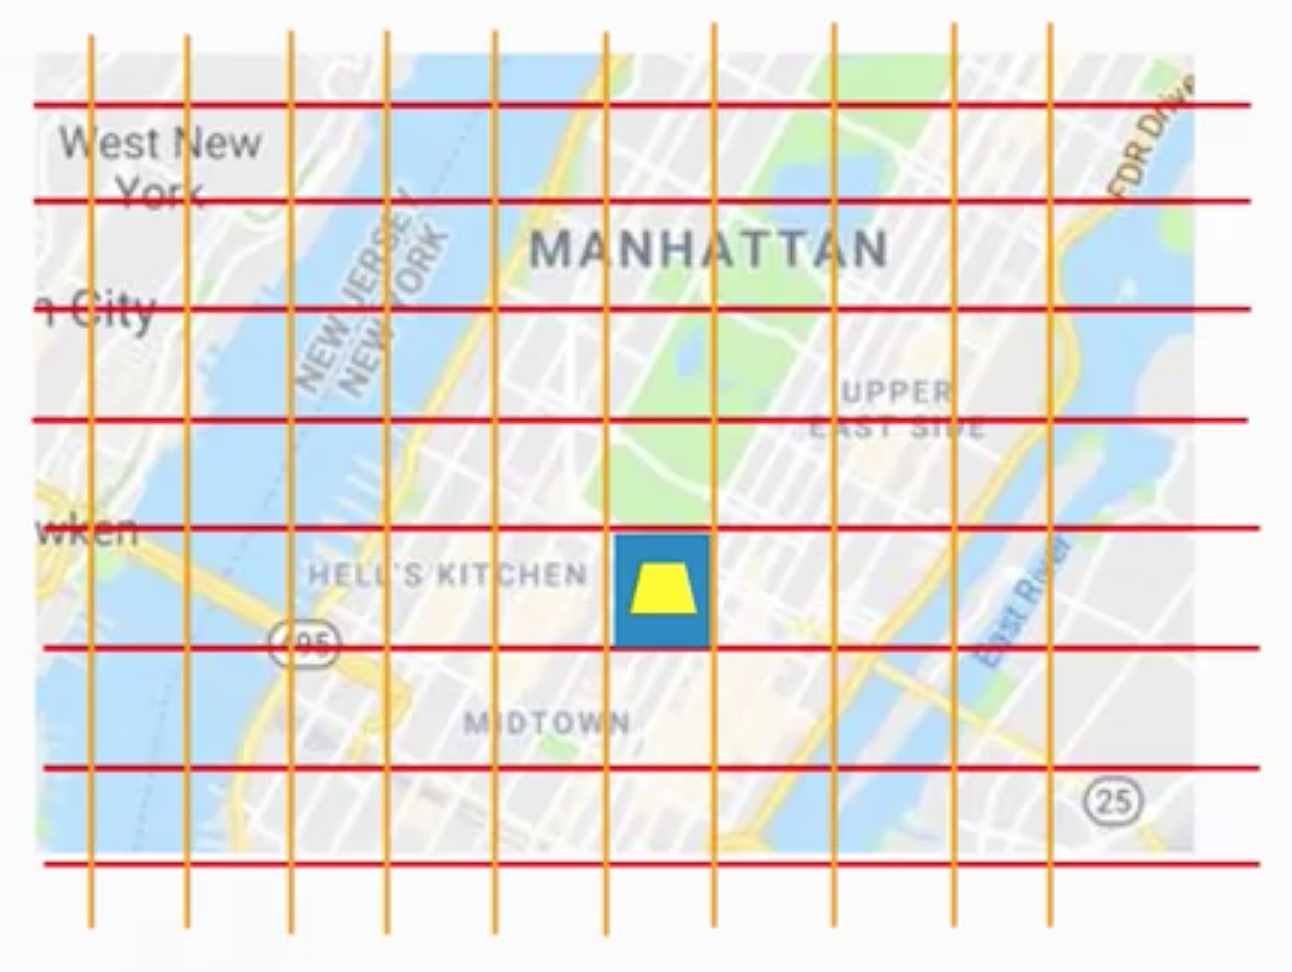 West New
York
FDR Drive
MANHATTAN
NEW JERSEY
NEW YORK
n City
UPPER
EAST SIDE
wken
HELL'S KITCHEN
East River
MIDTOWN
25